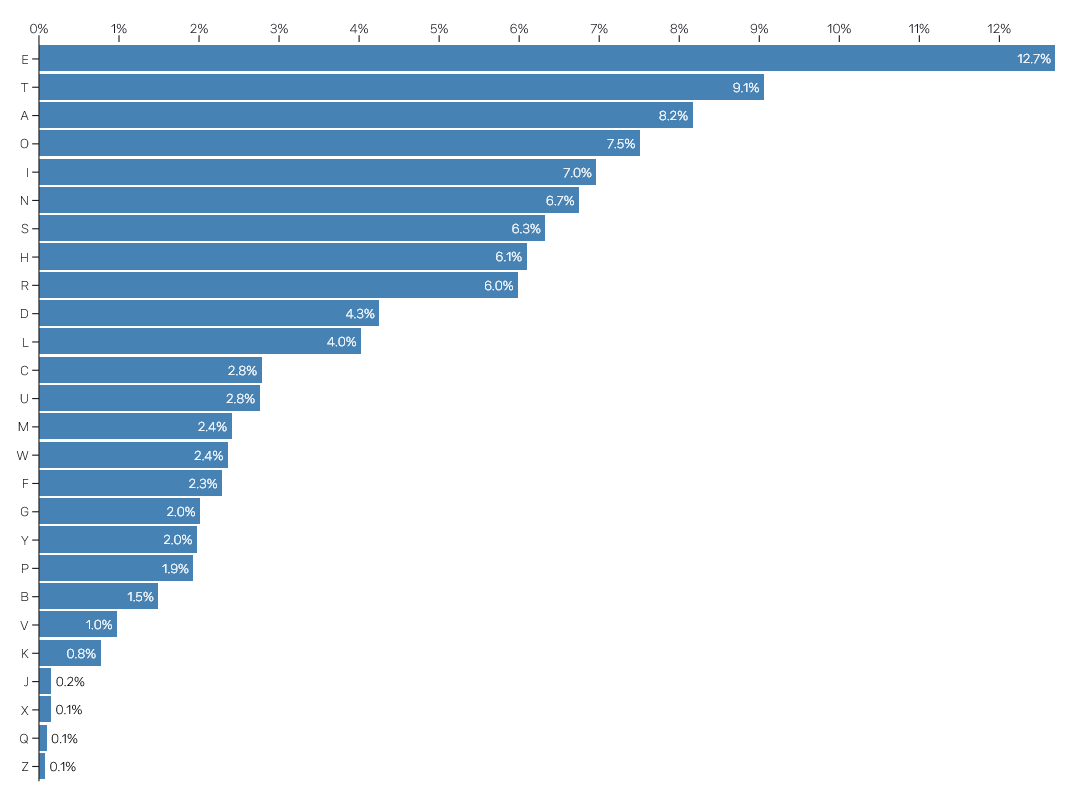 0% 1% 2% 3% 4% 5% 6% 7% 8% 9% 10% 11% 12%
E 12.7%
T 9.1%
A 8.2%
O 7.5%
I 7.0%
N 6.7%
S 6.3%
H 6.1%
R 6.0%
D 4.3%
L 4.0%
C 2.8%
U 2.8%
M 2.4%
W 2.4%
F 2.3%
G 2.0%
Y 2.0%
P 1.9%
B 1.5%
V 1.0%
K 0.8%
J 0.2%
X 0.1%
Q 0.1%
Z 0.1%